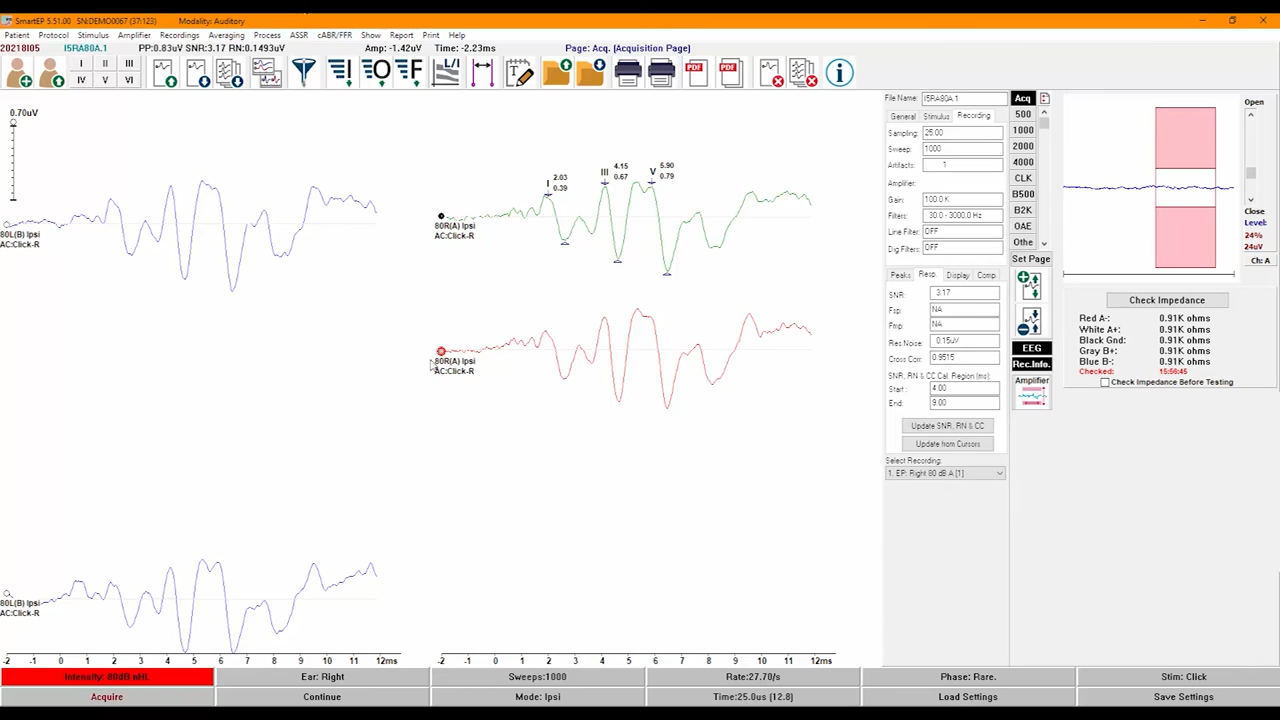 SmartEP 5.51.00 SN:DEMO0067 (37:123) Modality: Auditory
Patient Protocol Stimulus Amplifier Recordings Averaging Process ASSR cABR/FFR Show Report Print Help
20218I05 I5RA80A.1 PP:0.83uV SNR:3.17 RN:0.1493uV Amp: -1.42uV Time: -2.23ms Page: Acq. (Acquisition Page)
I II III
IV V VI
L/I
PDF PDF
0.70uV
80L(B) Ipsi
AC:Click-R
I 2.03
0.39
III 4.15
0.67
V 5.90
0.79
80R(A) Ipsi
AC:Click-R
80R(A) Ipsi
AC:Click-R
80L(B) Ipsi
AC:Click-R
-2 -1 0 1 2 3 4 5 6 7 8 9 10 12ms
-2 -1 0 1 2 3 4 5 6 7 8 9 10 12ms
File Name: I5RA80A.1
General Stimulus Recording
Sampling: 25.00
Sweep: 1000
Artifacts: 1
Amplifier:
Gain: 100.0 K
Filters: 30.0 - 3000.0 Hz
Line Filter: OFF
Dig Filters: OFF
Peaks Resp. Display Comp.
SNR: 3.17
Fsp: NA
Fmp: NA
Res Noise: 0.15uV
Cross Corr: 0.9515
SNR, RN & CC Cal. Region (ms):
Start : 4.00
End: 9.00
Update SNR, RN & CC
Update from Cursors
Select Recording:
1. EP: Right 80 dB A [1]
Acq
500
1000
2000
4000
CLK
B500
B2K
OAE
Othe
Set Page
EEG
Rec.Info.
Amplifier
Open
Close
Level:
24%
24uV
Ch: A
Check Impedance
Red A-: 0.91K ohms
White A+: 0.91K ohms
Black Gnd: 0.91K ohms
Gray B+: 0.91K ohms
Blue B-: 0.91K ohms
Checked: 15:56:45
Check Impedance Before Testing
Intensity: 80dB nHL Ear: Right Sweeps:1000 Rate:27.70/s Phase: Rare. Stim: Click
Acquire Continue Mode: Ipsi Time:25.0us [12.8] Load Settings Save Settings